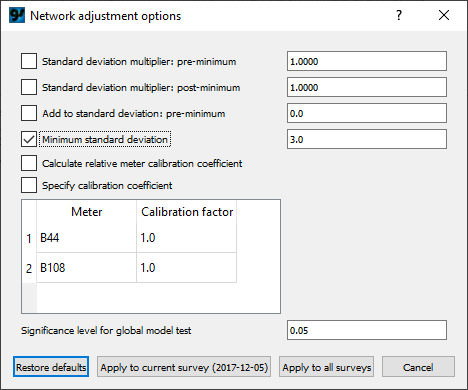 Network adjustment options
Standard deviation multiplier: pre-minimum 1.0000
Standard deviation multiplier: post-minimum 1.0000
Add to standard deviation: pre-minimum 0.0
Minimum standard deviation 3.0
Calculate relative meter calibration coefficient
Specify calibration coefficient
Meter Calibration factor
1 B44 1.0
2 B108 1.0
Significance level for global model test 0.05
Restore defaults Apply to current survey (2017-12-05) Apply to all surveys Cancel